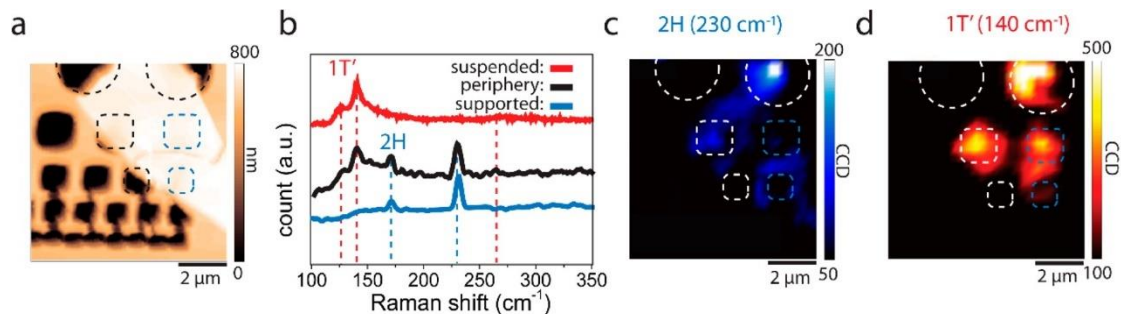 a
800
nm
0
2 μm
b
1T′
suspended:
periphery:
supported:
2H
count (a.u.)
100 150 200 250 300 350
Raman shift (cm⁻¹)
c
2H (230 cm⁻¹)
200
CCD
50
2 μm
d
1T′ (140 cm⁻¹)
500
CCD
100
2 μm